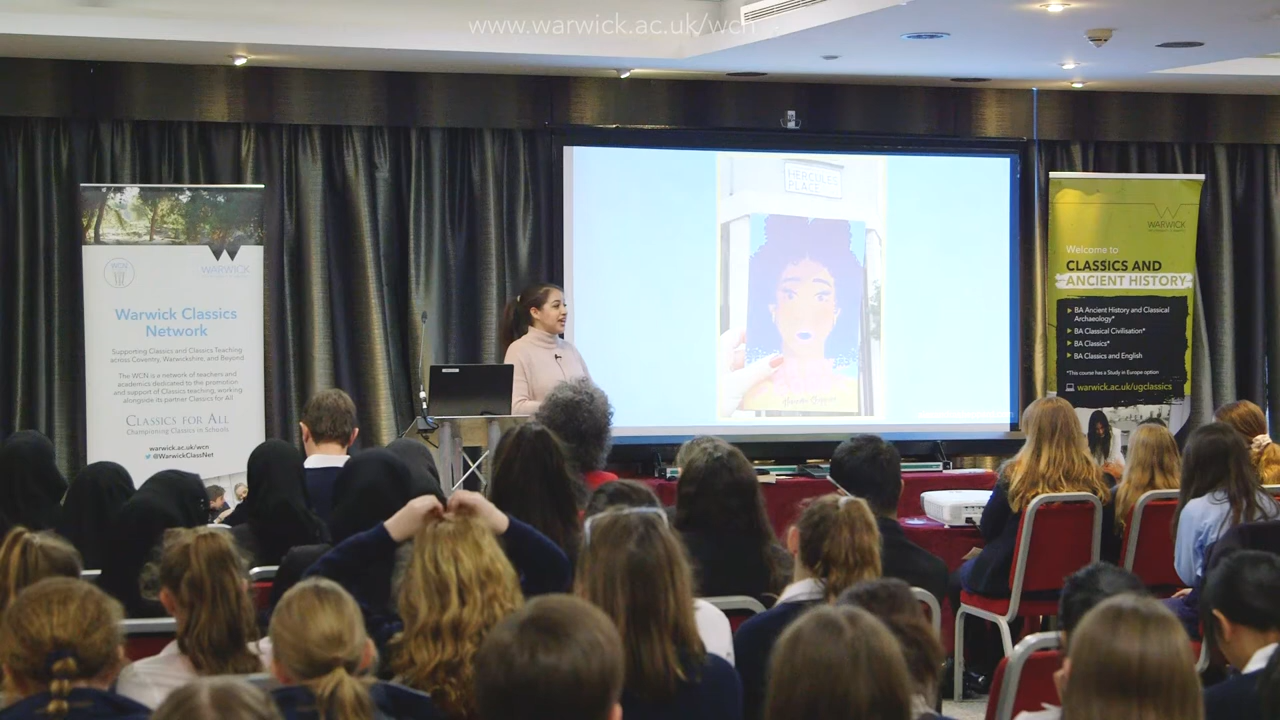 www.warwick.ac.uk/wcn
WCN
WARWICK
Warwick Classics
Network
Supporting Classics and Classics Teaching
across Coventry, Warwickshire, and Beyond
The WCN is a network of teachers and
academics dedicated to the promotion
and support of Classics teaching, working
alongside its partner Classics for All
CLASSICS FOR ALL
Championing Classics in Schools
warwick.ac.uk/wcn
@WarwickClassNet
HERCULES
PLACE
WARWICK
Welcome to
CLASSICS AND
ANCIENT HISTORY
BA Ancient History and Classical
Archaeology*
BA Classical Civilisation*
BA Classics*
BA Classics and English
*This course has a Study in Europe option
warwick.ac.uk/ugclassics